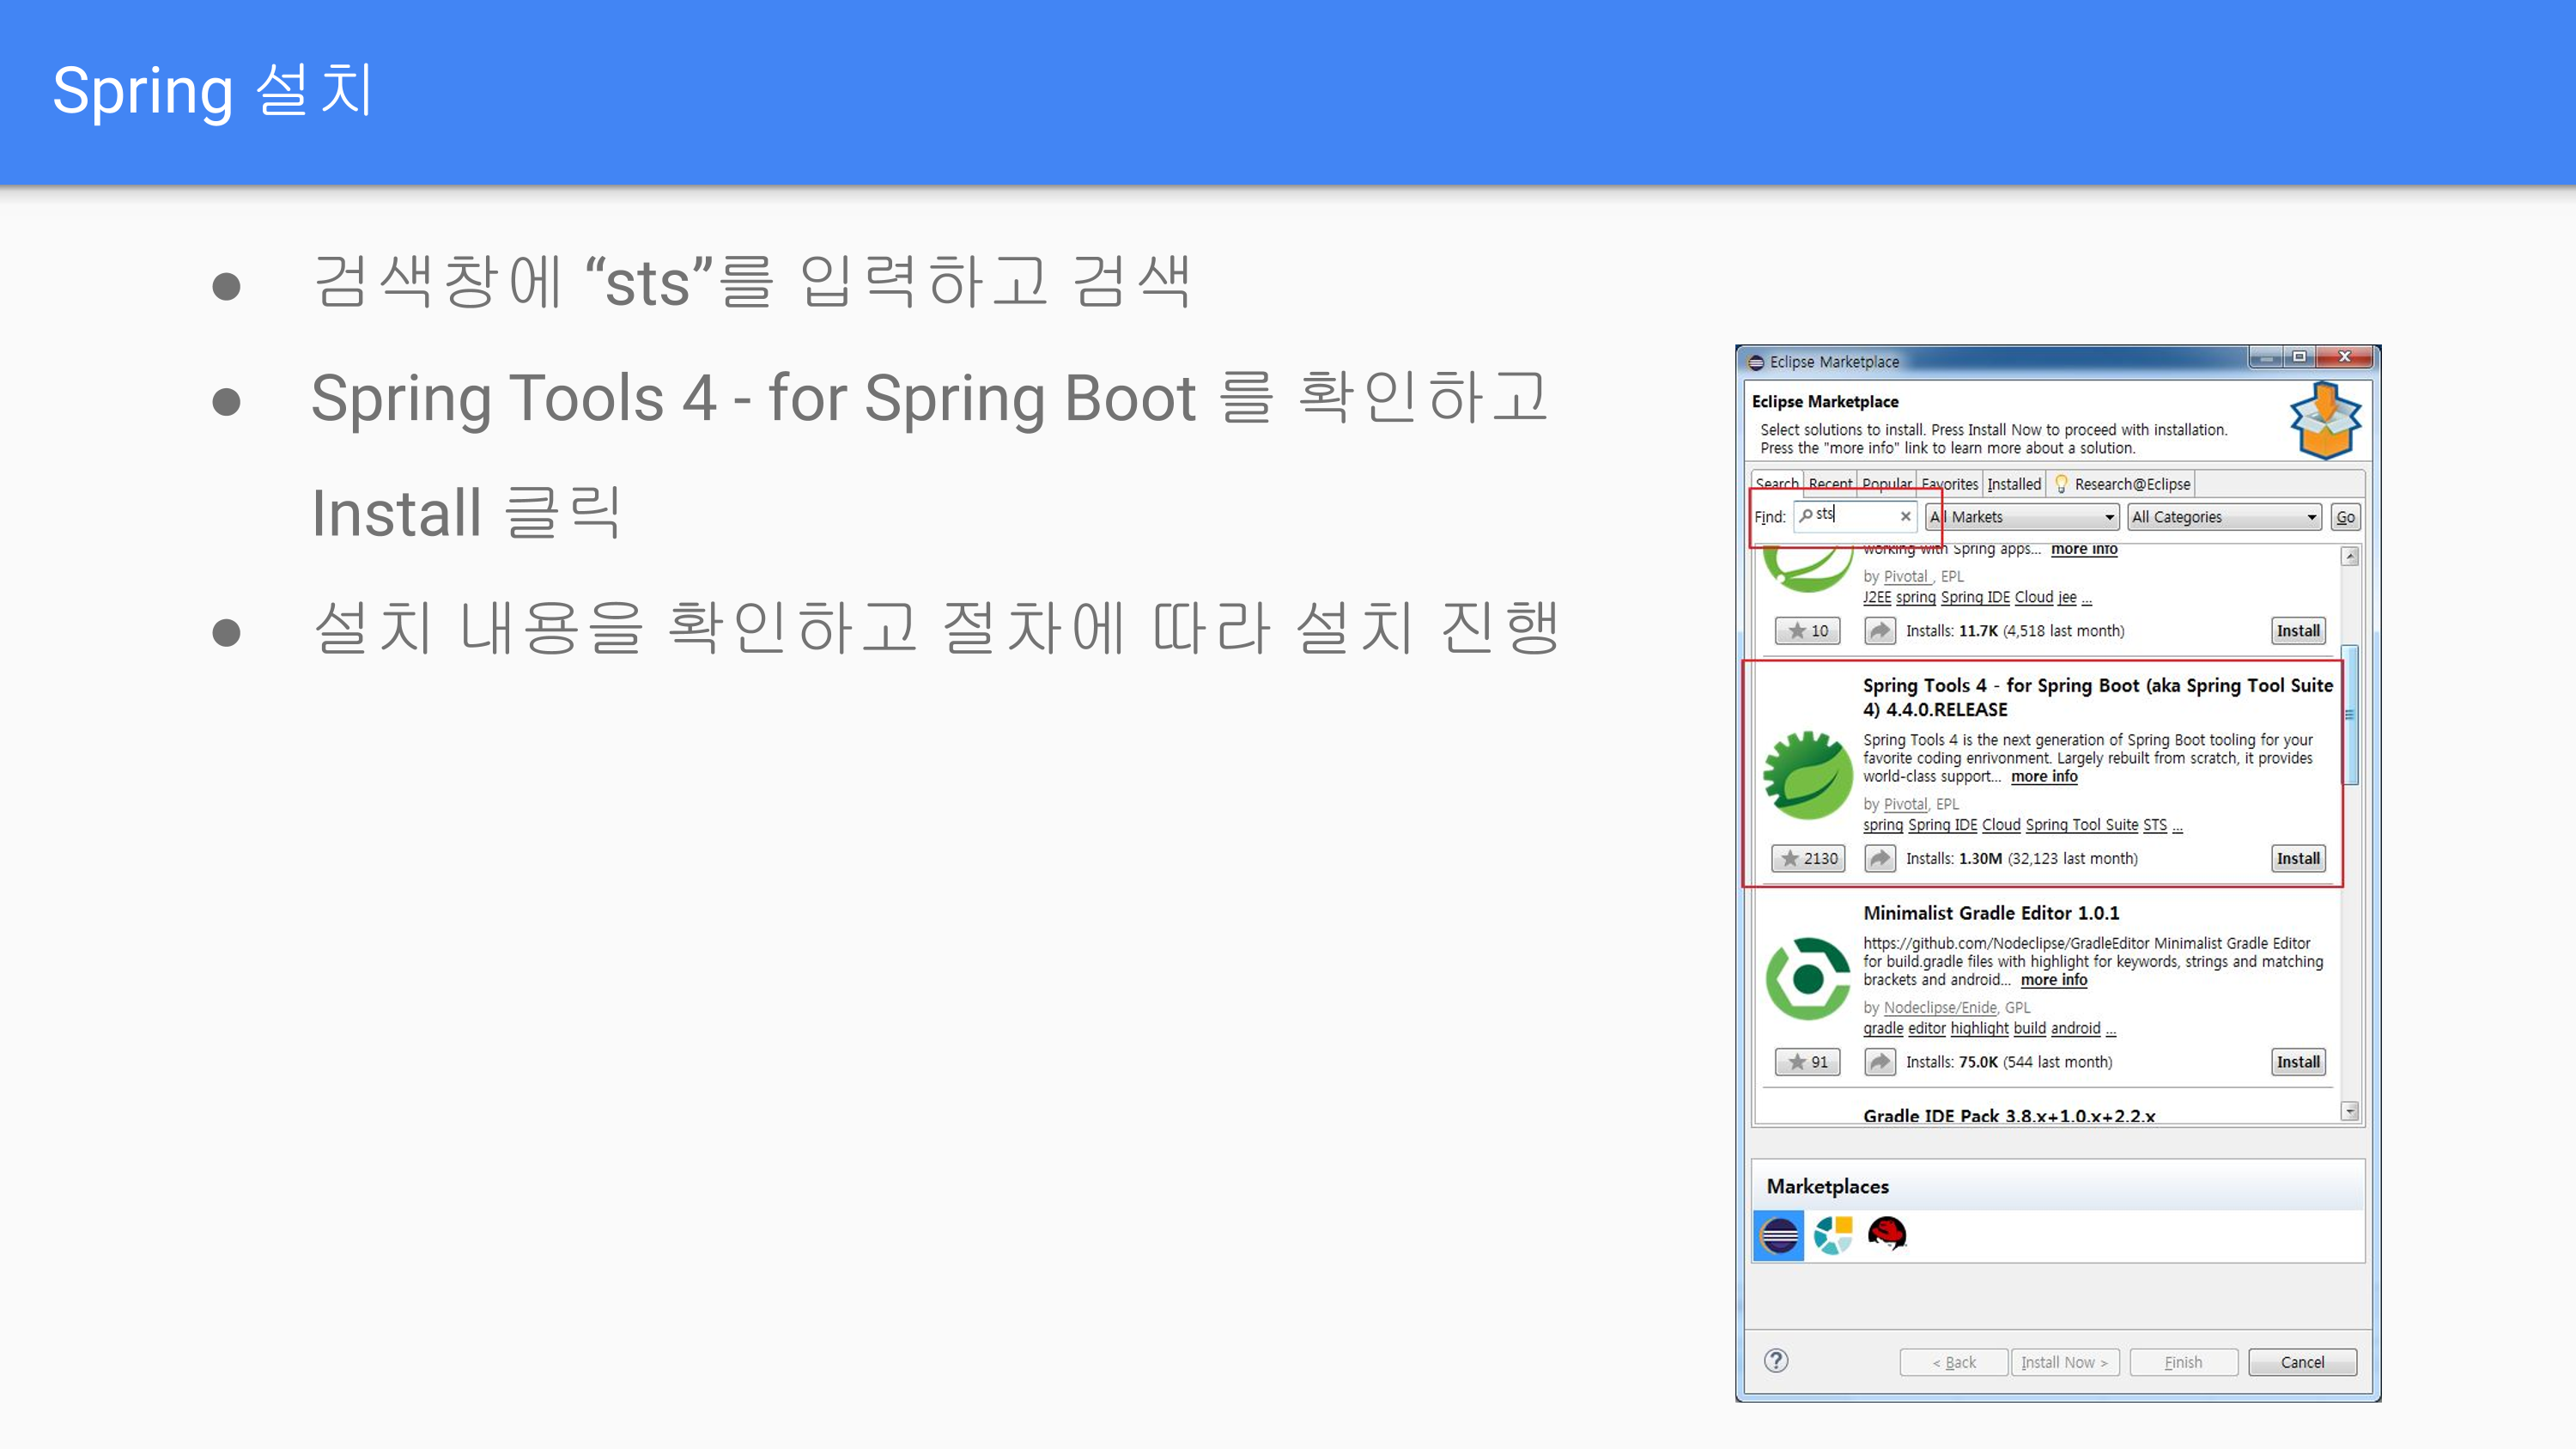 Spring 설치
● 검색창에 “sts”를 입력하고 검색
● Spring Tools 4 - for Spring Boot 를 확인하고
Install 클릭
● 설치 내용을 확인하고 절차에 따라 설치 진행
Eclipse Marketplace
Eclipse Marketplace
Select solutions to install. Press Install Now to proceed with installation.
Press the "more info" link to learn more about a solution.
Search Recent Popular Favorites Installed Research@Eclipse
Find: sts All Markets All Categories Go
working with Spring apps... more info
by Pivotal , EPL
J2EE spring Spring IDE Cloud jee ...
10 Installs: 11.7K (4,518 last month) Install
Spring Tools 4 - for Spring Boot (aka Spring Tool Suite
4) 4.4.0.RELEASE
Spring Tools 4 is the next generation of Spring Boot tooling for your
favorite coding enrivonment. Largely rebuilt from scratch, it provides
world-class support... more info
by Pivotal, EPL
spring Spring IDE Cloud Spring Tool Suite STS ...
2130 Installs: 1.30M (32,123 last month) Install
Minimalist Gradle Editor 1.0.1
https://github.com/Nodeclipse/GradleEditor Minimalist Gradle Editor
for build.gradle files with highlight for keywords, strings and matching
brackets and android... more info
by Nodeclipse/Enide, GPL
gradle editor highlight build android ...
91 Installs: 75.0K (544 last month) Install
Gradle IDE Pack 3.8.x+1.0.x+2.2.x
Marketplaces
? < Back Install Now > Finish Cancel